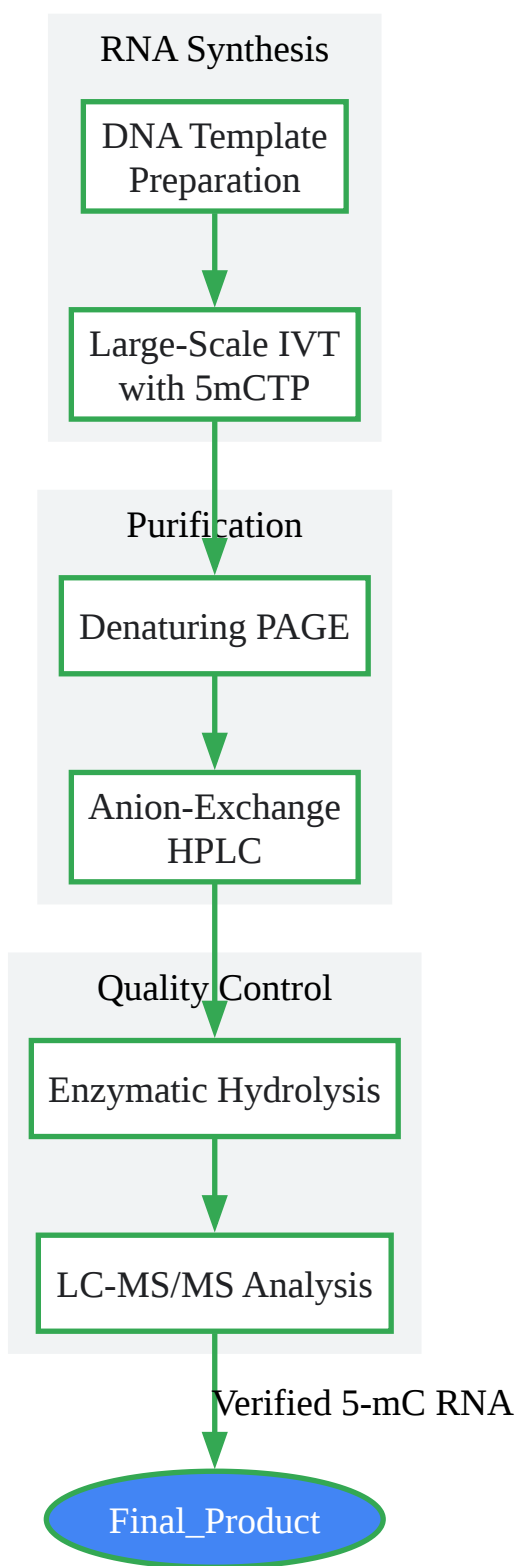 RNA Synthesis
DNA Template
Preparation
Large-Scale IVT
with 5mCTP
Purification
Denaturing PAGE
Anion-Exchange
HPLC
Quality Control
Enzymatic Hydrolysis
LC-MS/MS Analysis
Verified 5-mC RNA
Final_Product